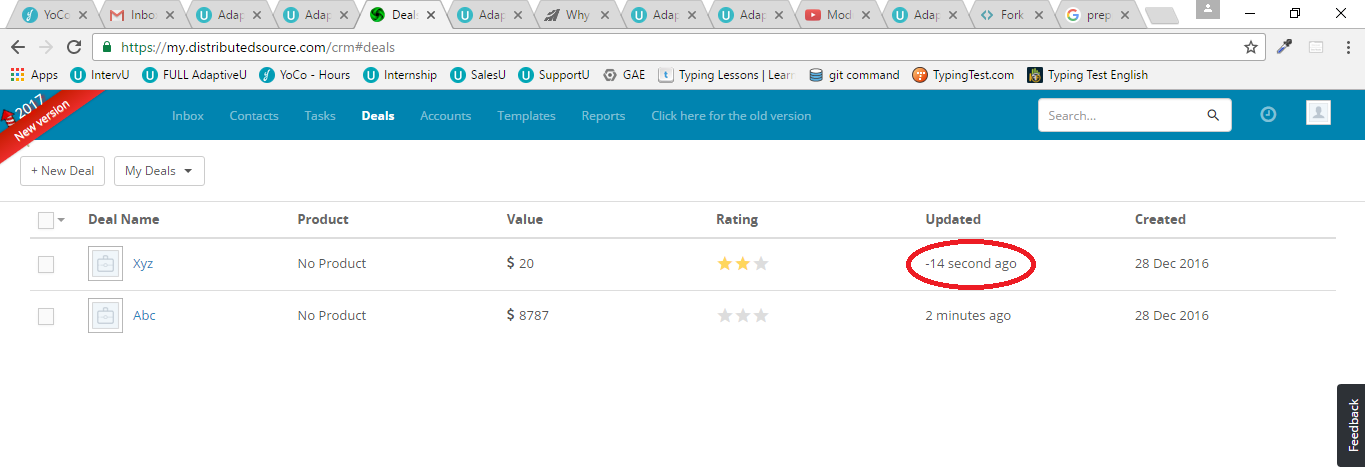 YoCo Inbo Adap Adap Deals Adap Why Adap Adap Mod Adap Fork prep
https://my.distributedsource.com/crm#deals
Apps IntervU FULL AdaptiveU YoCo - Hours Internship SalesU SupportU GAE Typing Lessons | Learn git command TypingTest.com Typing Test English
2017
New version
Inbox Contacts Tasks Deals Accounts Templates Reports Click here for the old version Search...
+ New Deal My Deals
Deal Name Product Value Rating Updated Created
Xyz No Product $ 20 -14 second ago 28 Dec 2016
Abc No Product $ 8787 2 minutes ago 28 Dec 2016
Feedback